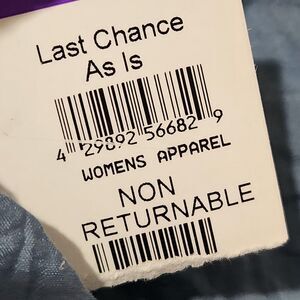 Last Chance
As Is
4 29892 56682 9
WOMENS APPAREL
NON
RETURNABLE